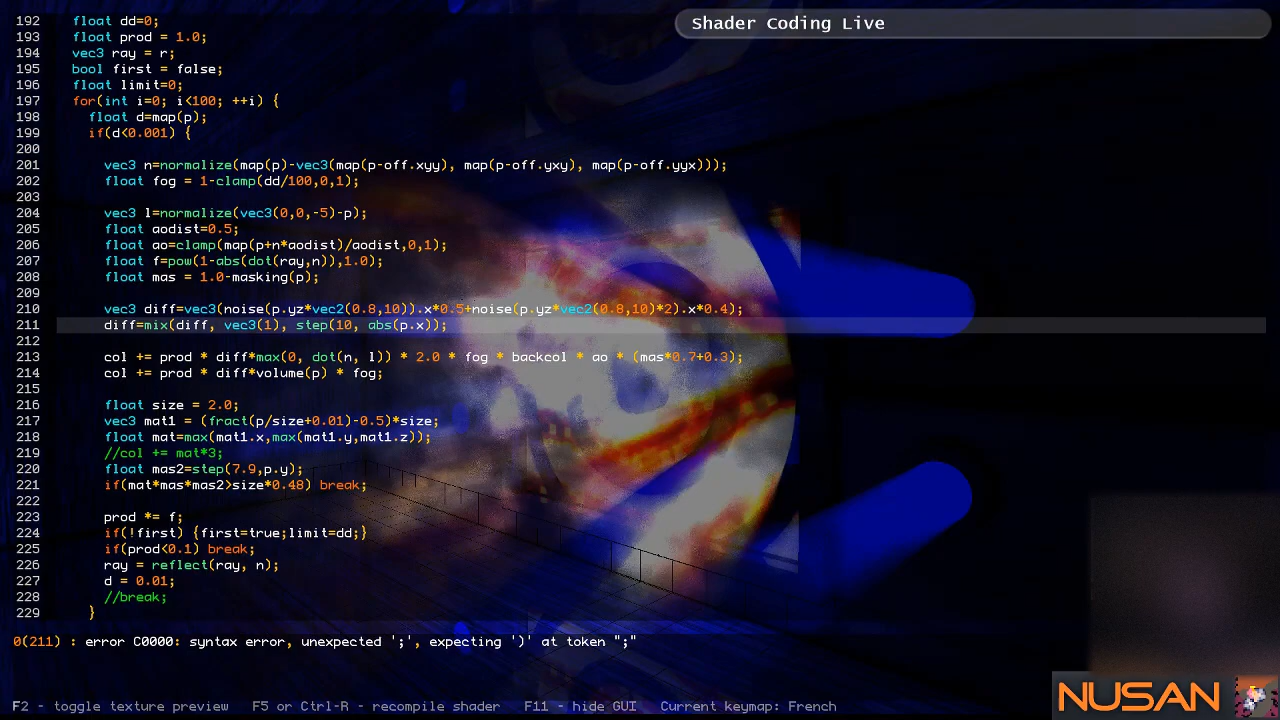 Shader Coding Live
192 float dd=0;
193 float prod = 1.0;
194 vec3 ray = r;
195 bool first = false;
196 float limit=0;
197 for(int i=0; i<100; ++i) {
198 float d=map(p);
199 if(d<0.001) {
200
201 vec3 n=normalize(map(p)-vec3(map(p-off.xyy), map(p-off.yxy), map(p-off.yyx)));
202 float fog = 1-clamp(dd/100,0,1);
203
204 vec3 l=normalize(vec3(0,0,-5)-p);
205 float aodist=0.5;
206 float ao=clamp(map(p+n*aodist)/aodist,0,1);
207 float f=pow(1-abs(dot(ray,n)),1.0);
208 float mas = 1.0-masking(p);
209
210 vec3 diff=vec3(noise(p.yz*vec2(0.8,10)).x*0.5+noise(p.yz*vec2(0.8,10)*2).x*0.4);
211 diff=mix(diff, vec3(1), step(10, abs(p.x));
212
213 col += prod * diff*max(0, dot(n, l)) * 2.0 * fog * backcol * ao * (mas*0.7+0.3);
214 col += prod * diff*volume(p) * fog;
215
216 float size = 2.0;
217 vec3 mat1 = (fract(p/size+0.01)-0.5)*size;
218 float mat=max(mat1.x,max(mat1.y,mat1.z));
219 //col += mat*3;
220 float mas2=step(7.9,p.y);
221 if(mat*mas*mas2>size*0.48) break;
222
223 prod *= f;
224 if(!first) {first=true;limit=dd;}
225 if(prod<0.1) break;
226 ray = reflect(ray, n);
227 d = 0.01;
228 //break;
229 }
0(211) : error C0000: syntax error, unexpected ';', expecting ')' at token ";"
F2 - toggle texture preview F5 or Ctrl-R - recompile shader F11 - hide GUI Current keymap: French
NUSAN